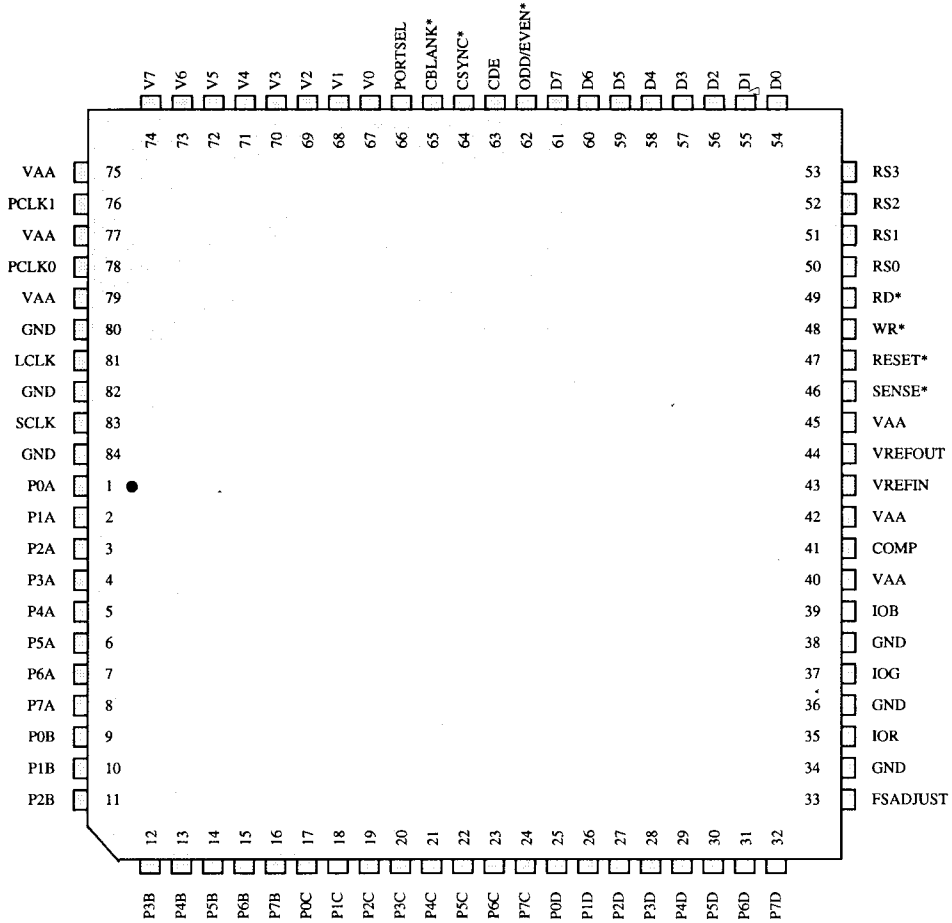 V7 V6 V5 V4 V3 V2 V1 V0 PORTSEL CBLANK* CSYNC* CDE ODD/EVEN* D7 D6 D5 D4 D3 D2 D1 D0
74 73 72 71 70 69 68 67 66 65 64 63 62 61 60 59 58 57 56 55 54
VAA 75 53 RS3
PCLK1 76 52 RS2
VAA 77 51 RS1
PCLK0 78 50 RS0
VAA 79 49 RD*
GND 80 48 WR*
LCLK 81 47 RESET*
GND 82 46 SENSE*
SCLK 83 45 VAA
GND 84 44 VREFOUT
P0A 1 43 VREFIN
P1A 2 42 VAA
P2A 3 41 COMP
P3A 4 40 VAA
P4A 5 39 IOB
P5A 6 38 GND
P6A 7 37 IOG
P7A 8 36 GND
P0B 9 35 IOR
P1B 10 34 GND
P2B 11 33 FSADJUST
12 13 14 15 16 17 18 19 20 21 22 23 24 25 26 27 28 29 30 31 32
P3B P4B P5B P6B P7B P0C P1C P2C P3C P4C P5C P6C P7C P0D P1D P2D P3D P4D P5D P6D P7D